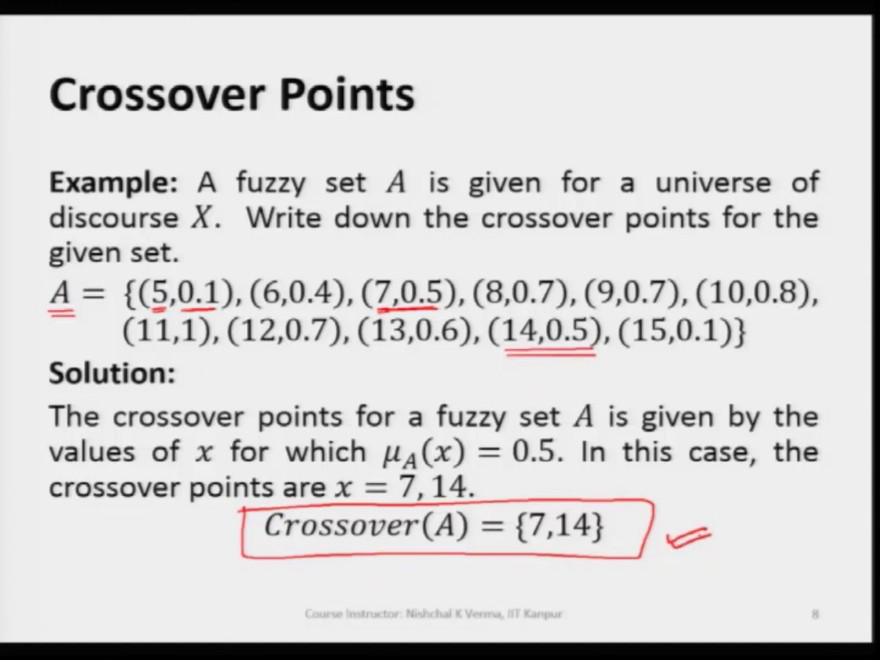 Crossover Points
Example: A fuzzy set A is given for a universe of
discourse X. Write down the crossover points for the
given set.
A = {(5,0.1), (6,0.4), (7,0.5), (8,0.7), (9,0.7), (10,0.8),
(11,1), (12,0.7), (13,0.6), (14,0.5), (15,0.1)}
Solution:
The crossover points for a fuzzy set A is given by the
values of x for which μ_A(x) = 0.5. In this case, the
crossover points are x = 7, 14.
Crossover(A) = {7,14}
Course Instructor: Nishchal K Verma, IIT Kanpur
8